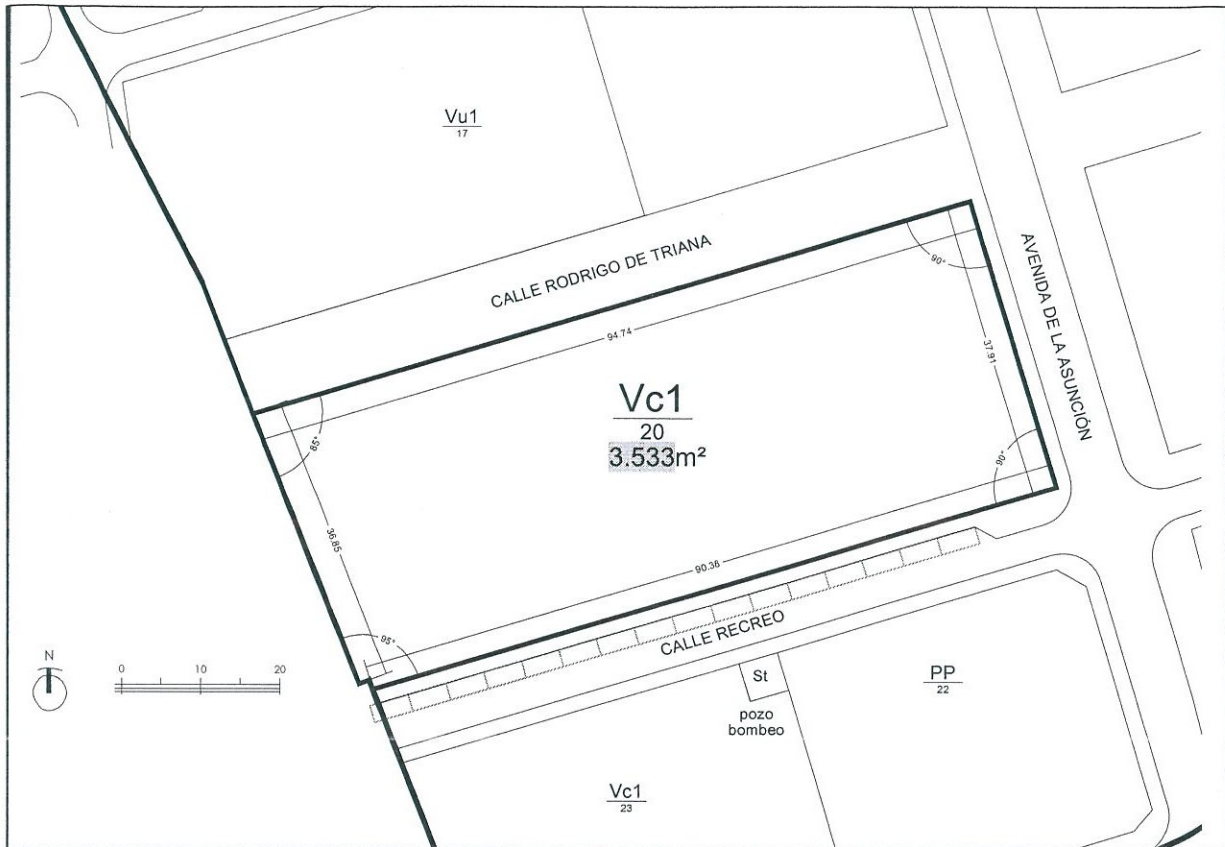 Vu1
17
CALLE RODRIGO DE TRIANA
AVENIDA DE LA ASUNCIÓN
90°
94.74
37.91
Vc1
20
3.533m²
85°
90°
36.85
90.38
95°
CALLE RECREO
N
0 10 20
St
PP
22
pozo
bombeo
Vc1
23